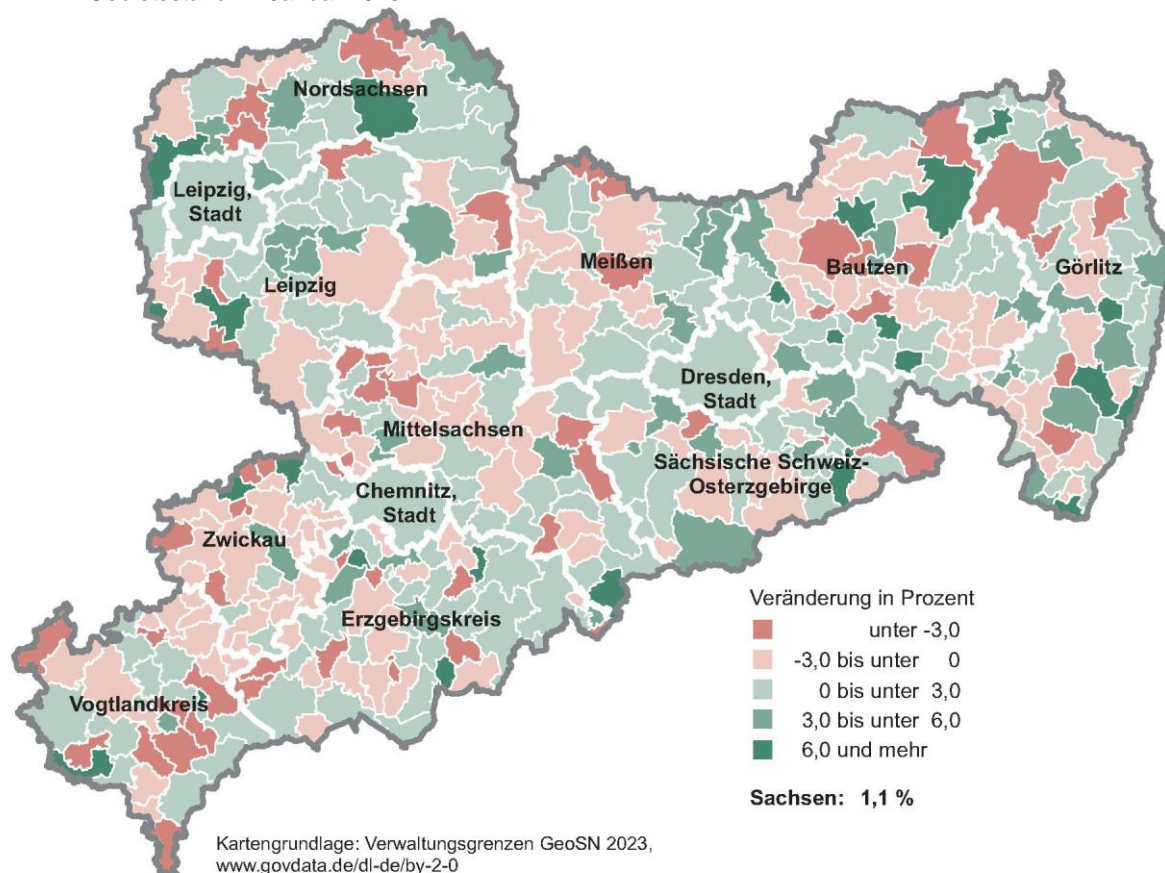 Nordsachsen
Leipzig,
Stadt
Leipzig
Meißen
Bautzen
Görlitz
Dresden,
Stadt
Mittelsachsen
Sächsische Schweiz-
Osterzgebirge
Chemnitz,
Stadt
Zwickau
Erzgebirgskreis
Vogtlandkreis
Veränderung in Prozent
unter -3,0
-3,0 bis unter 0
0 bis unter 3,0
3,0 bis unter 6,0
6,0 und mehr
Sachsen: 1,1 %
Kartengrundlage: Verwaltungsgrenzen GeoSN 2023,
www.govdata.de/dl-de/by-2-0